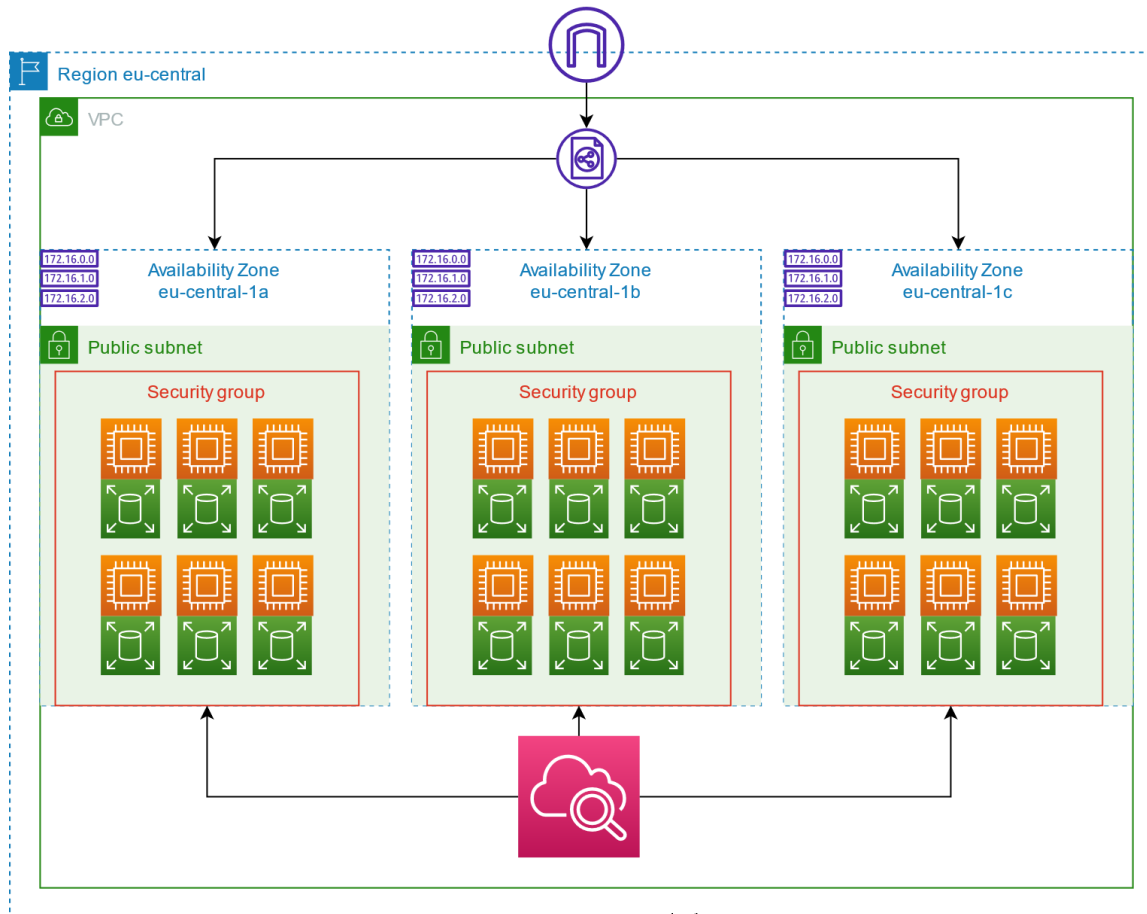 Region eu-central
VPC
172.16.0.0
172.16.1.0
172.16.2.0
Availability Zone
eu-central-1a
172.16.0.0
172.16.1.0
172.16.2.0
Availability Zone
eu-central-1b
172.16.0.0
172.16.1.0
172.16.2.0
Availability Zone
eu-central-1c
Public subnet
Public subnet
Public subnet
Security group
Security group
Security group